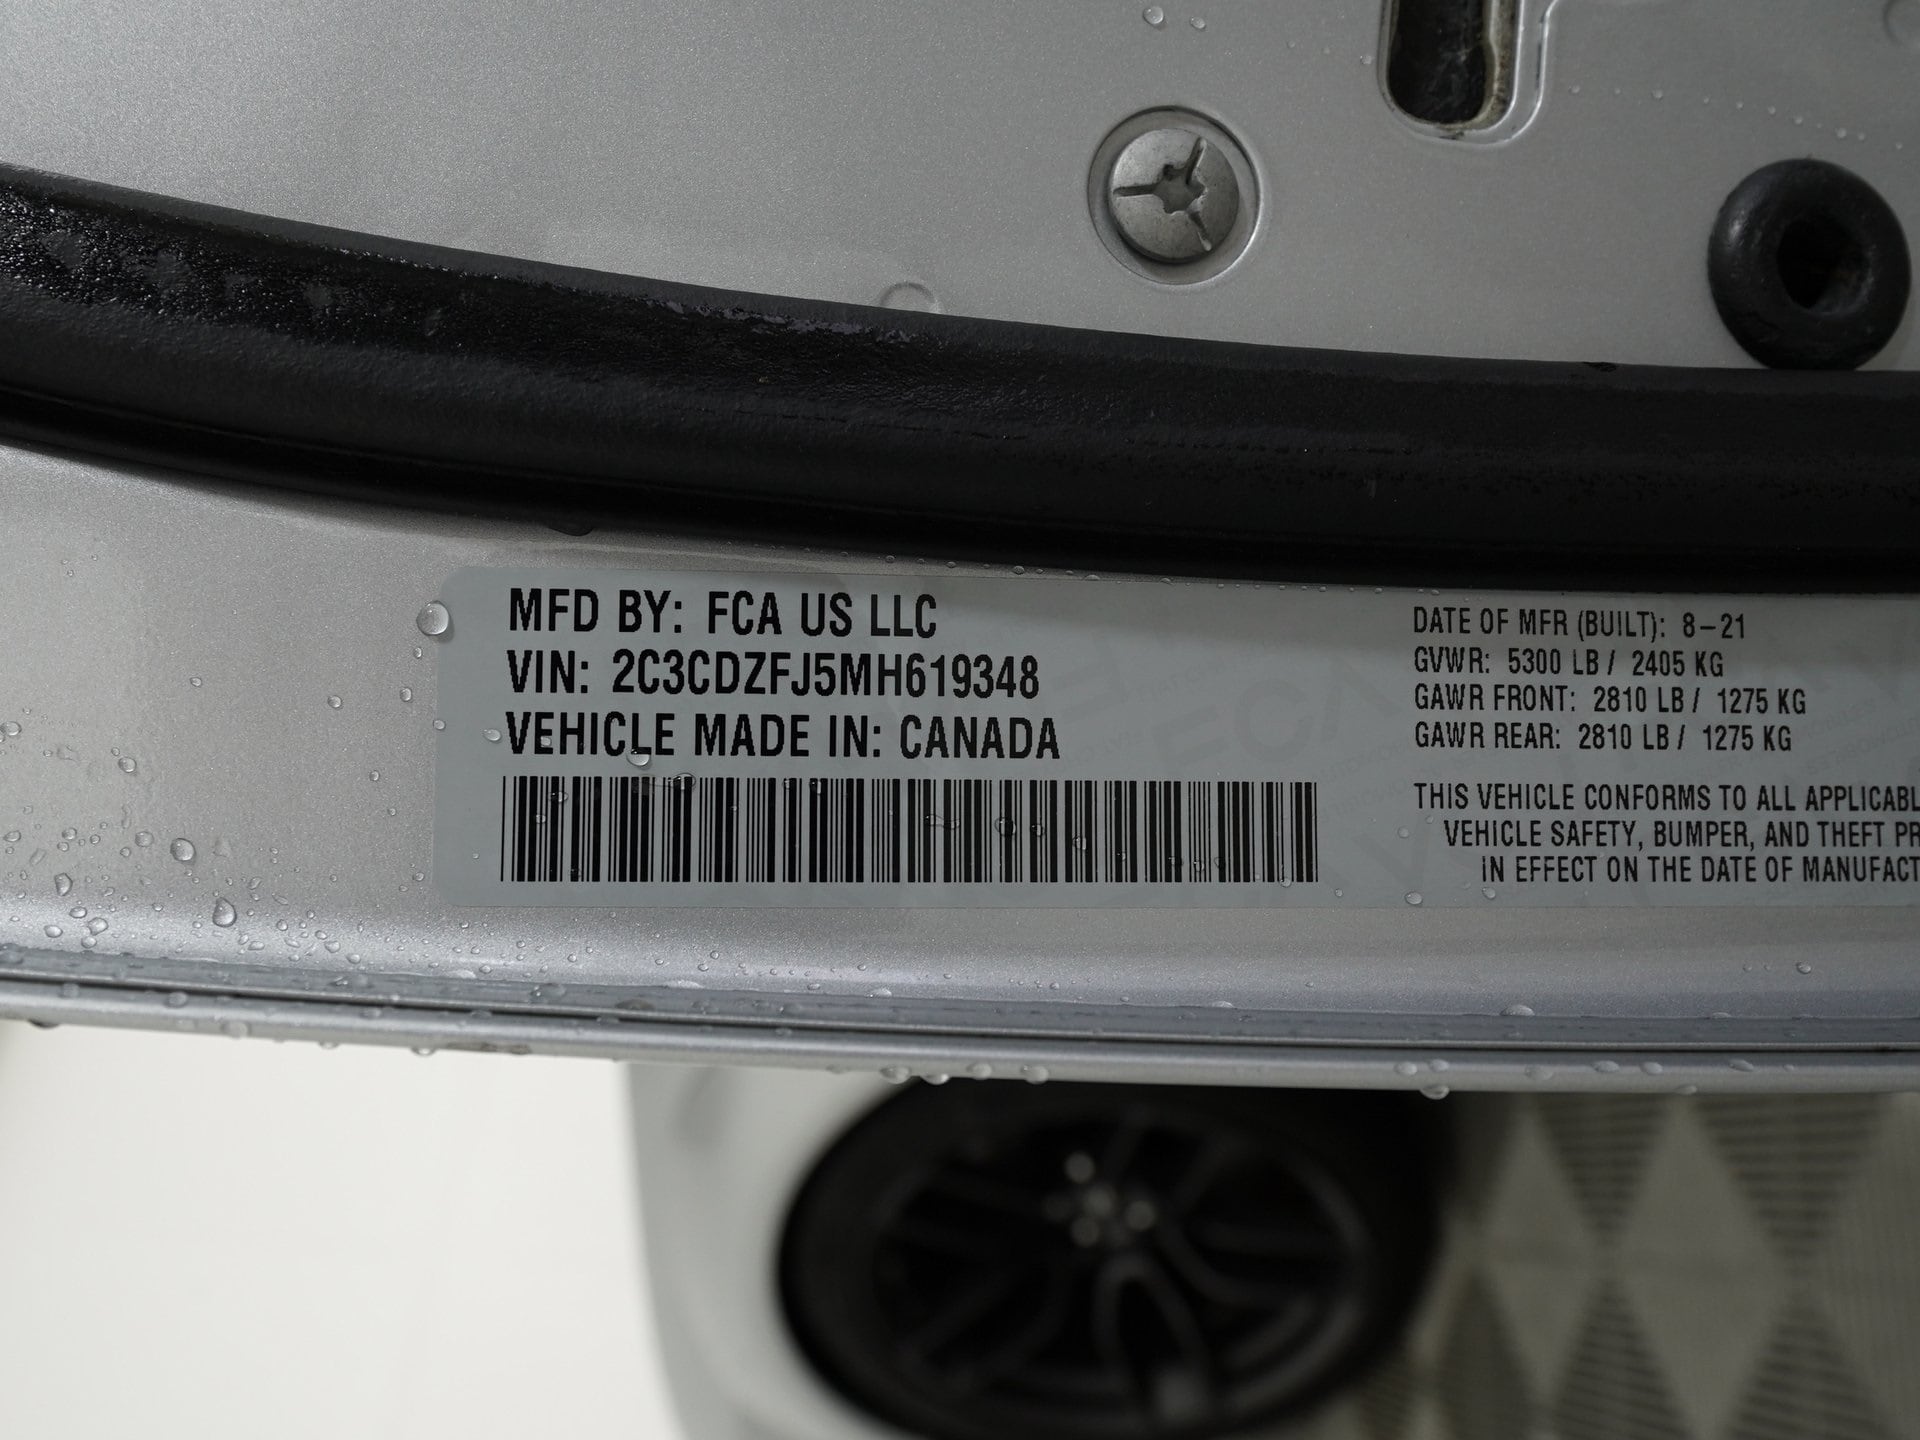 MFD BY: FCA US LLC
VIN: 2C3CDZFJ5MH619348
VEHICLE MADE IN: CANADA
DATE OF MFR (BUILT): 8-21
GVWR: 5300 LB / 2405 KG
GAWR FRONT: 2810 LB / 1275 KG
GAWR REAR: 2810 LB / 1275 KG
THIS VEHICLE CONFORMS TO ALL APPLICABL
VEHICLE SAFETY, BUMPER, AND THEFT PR
IN EFFECT ON THE DATE OF MANUFACT